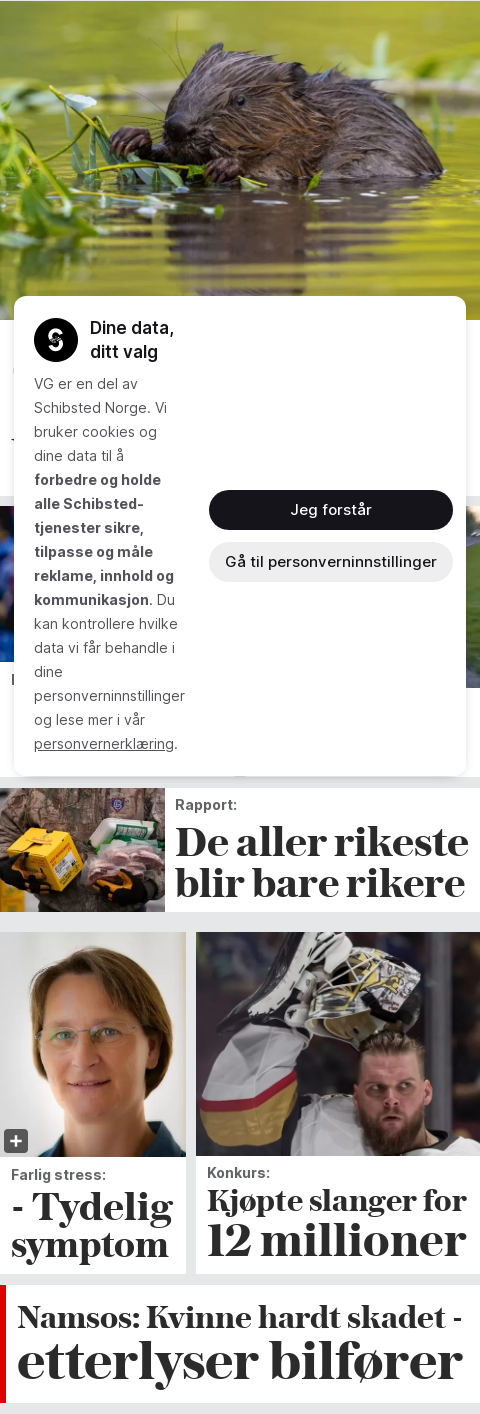 Dine data,
ditt valg
VG er en del av
Schibsted Norge. Vi
bruker cookies og
dine data til å
forbedre og holde
alle Schibsted-
tjenester sikre,
tilpasse og måle
reklame, innhold og
kommunikasjon. Du
kan kontrollere hvilke
data vi får behandle i
dine
personverninnstillinger
og lese mer i vår
personvernerklæring.
Jeg forstår
Gå til personverninnstillinger
Rapport:
De aller rikeste
blir bare rikere
Farlig stress:
- Tydelig
symptom
Konkurs:
Kjøpte slanger for
12 millioner
Namsos: Kvinne hardt skadet -
etterlyser bilfører